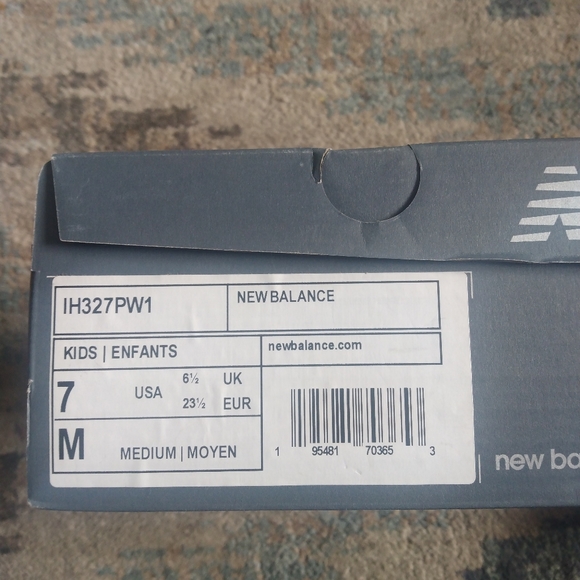 IH327PW1
NEW BALANCE
KIDS | ENFANTS
newbalance.com
7 USA 6½ UK
23½ EUR
M MEDIUM | MOYEN
1 95481 70365 3
new ba